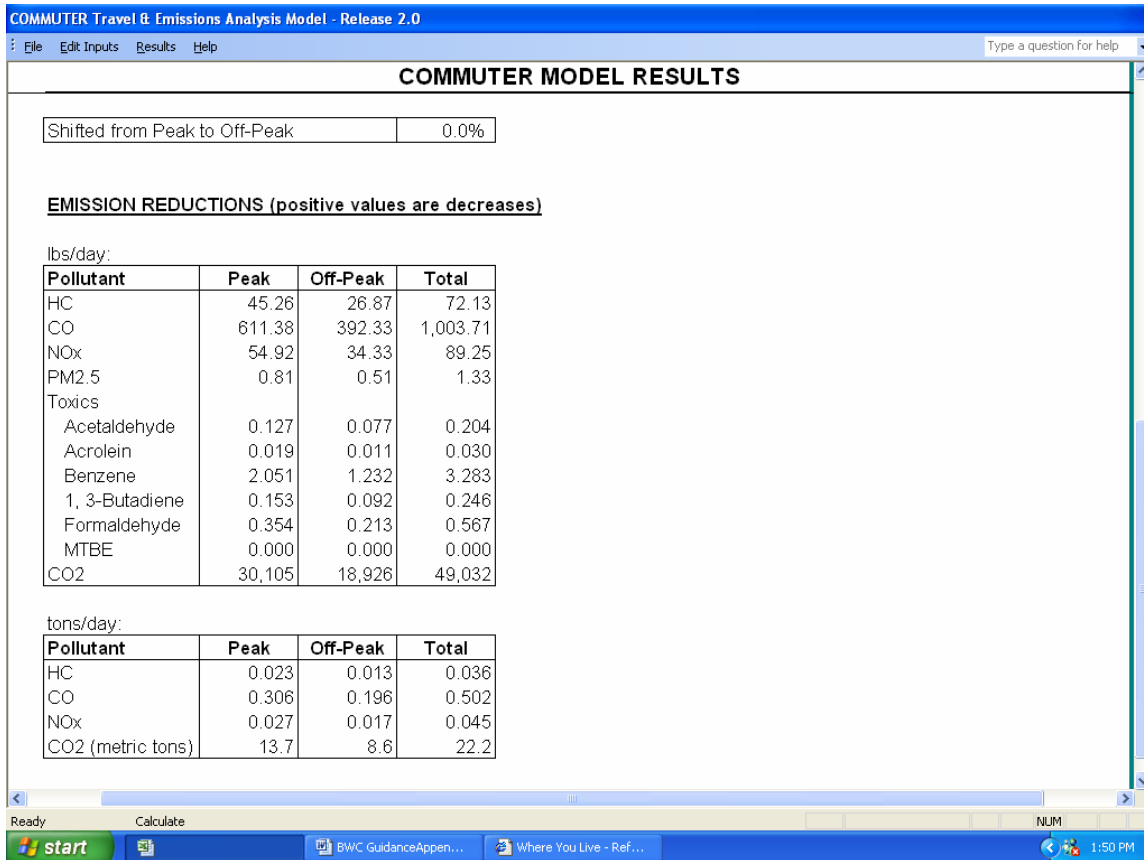 COMMUTER Travel & Emissions Analysis Model - Release 2.0
File Edit Inputs Results Help Type a question for help
COMMUTER MODEL RESULTS
Shifted from Peak to Off-Peak 0.0%
EMISSION REDUCTIONS (positive values are decreases)
lbs/day:
Pollutant Peak Off-Peak Total
HC 45.26 26.87 72.13
CO 611.38 392.33 1,003.71
NOx 54.92 34.33 89.25
PM2.5 0.81 0.51 1.33
Toxics
Acetaldehyde 0.127 0.077 0.204
Acrolein 0.019 0.011 0.030
Benzene 2.051 1.232 3.283
1, 3-Butadiene 0.153 0.092 0.246
Formaldehyde 0.354 0.213 0.567
MTBE 0.000 0.000 0.000
CO2 30,105 18,926 49,032
tons/day:
Pollutant Peak Off-Peak Total
HC 0.023 0.013 0.036
CO 0.306 0.196 0.502
NOx 0.027 0.017 0.045
CO2 (metric tons) 13.7 8.6 22.2
Ready Calculate NUM
start BWC GuidanceAppen... Where You Live - Ref... 1:50 PM